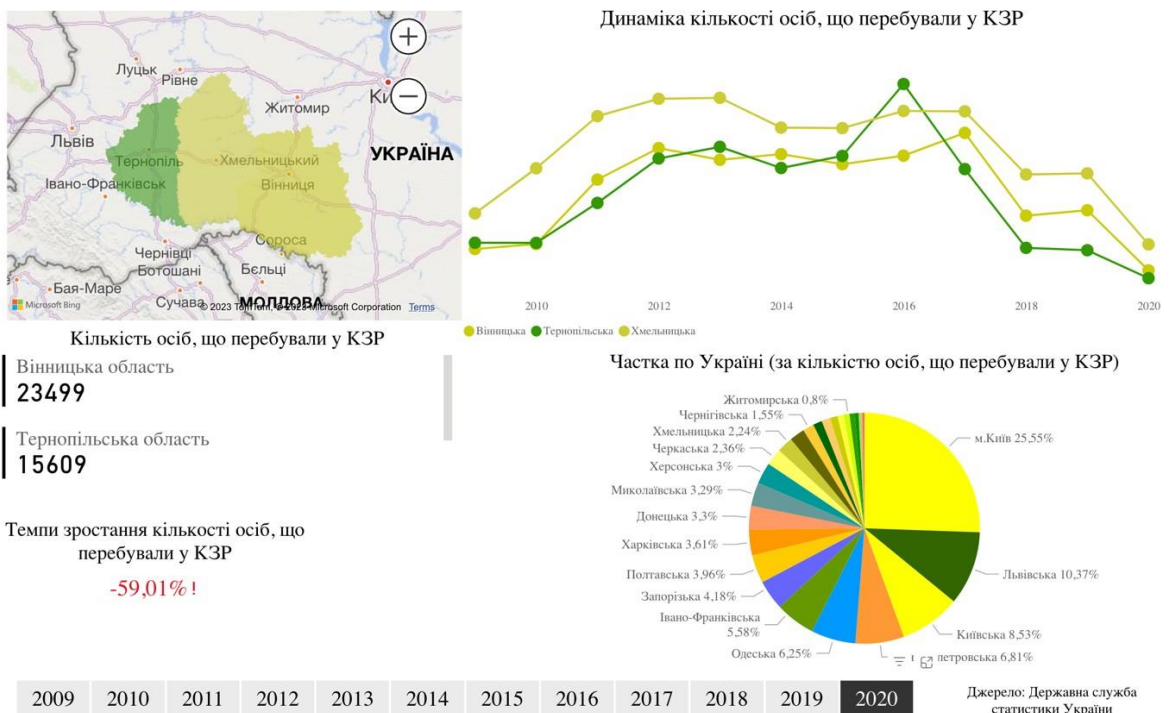 Луцьк
Рівне
Житомир
Ки
Львів
УКРАЇНА
Тернопіль
Хмельницький
Івано-Франківськ
Вінниця
Чернівці
Сороса
Ботошані
Бєльці
Бая-Маре
Сучава
МОЛДОВА
Microsoft Bing
© 2023 TomTom, © 2023 Microsoft Corporation Terms
Динаміка кількості осіб, що перебували у КЗР
2010 2012 2014 2016 2018 2020
Вінницька Тернопільська Хмельницька
Кількість осіб, що перебували у КЗР
Вінницька область
23499
Тернопільська область
15609
Темпи зростання кількості осіб, що
перебували у КЗР
-59,01% !
Частка по Україні (за кількістю осіб, що перебували у КЗР)
Житомирська 0,8%
Чернігівська 1,55%
Хмельницька 2,24%
Черкаська 2,36%
Херсонська 3%
Миколаївська 3,29%
Донецька 3,3%
Харківська 3,61%
Полтавська 3,96%
Запорізька 4,18%
Івано-Франківська
5,58%
Одеська 6,25%
м.Київ 25,55%
Львівська 10,37%
Київська 8,53%
петровська 6,81%
2009 2010 2011 2012 2013 2014 2015 2016 2017 2018 2019 2020
Джерело: Державна служба
статистики України